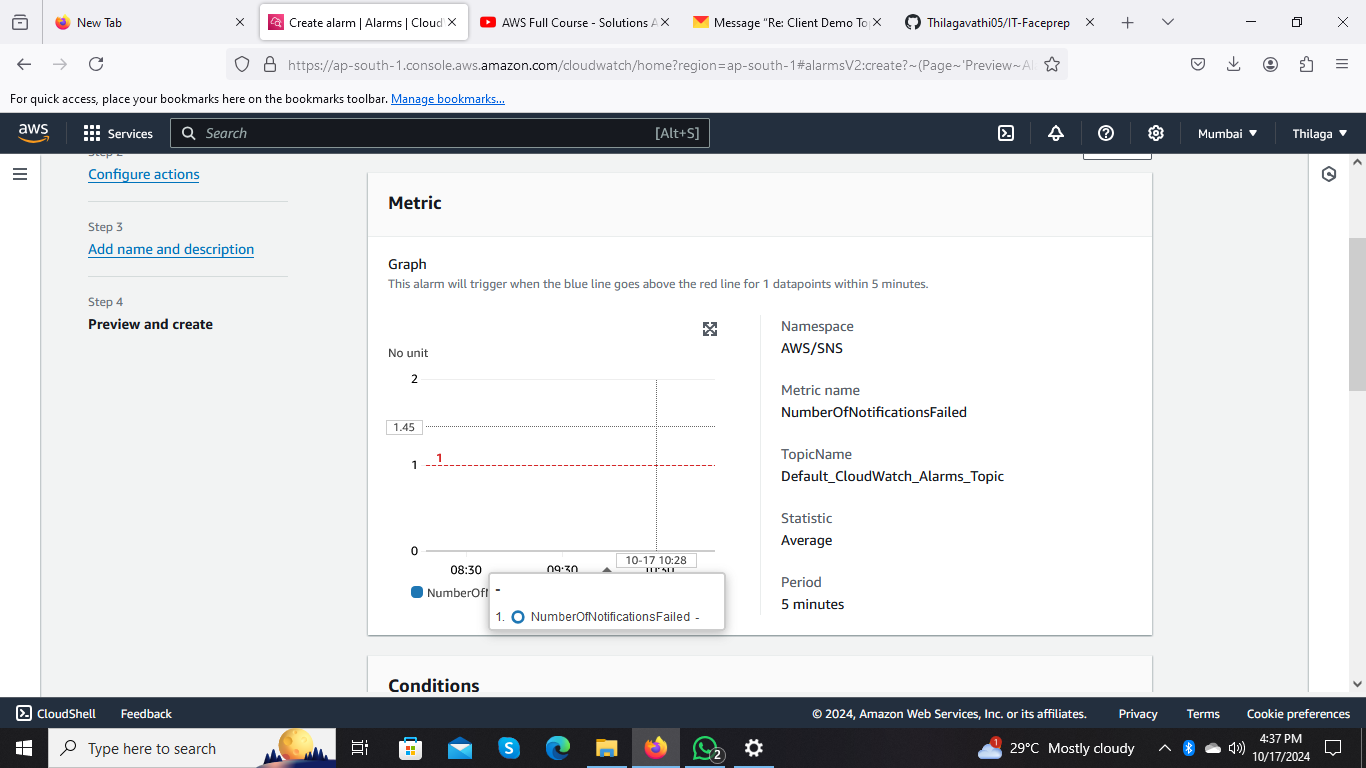 New Tab
Create alarm | Alarms | Cloud
AWS Full Course - Solutions A
Message "Re: Client Demo Top
Thilagavathi05/IT-Faceprep
https://ap-south-1.console.aws.amazon.com/cloudwatch/home?region=ap-south-1#alarmsV2:create?~(Page~'Preview~Al
For quick access, place your bookmarks here on the bookmarks toolbar. Manage bookmarks...
aws
Services
Search
[Alt+S]
Mumbai
Thilaga
Step 2
Configure actions
Step 3
Add name and description
Step 4
Preview and create
Metric
Graph
This alarm will trigger when the blue line goes above the red line for 1 datapoints within 5 minutes.
No unit
2
1.45
1
1
0
08:30
09:30
10:30
10-17 10:28
NumberOfN
-
1. NumberOfNotificationsFailed -
Namespace
AWS/SNS
Metric name
NumberOfNotificationsFailed
TopicName
Default_CloudWatch_Alarms_Topic
Statistic
Average
Period
5 minutes
Conditions
CloudShell
Feedback
© 2024, Amazon Web Services, Inc. or its affiliates.
Privacy
Terms
Cookie preferences
Type here to search
2
1
29°C Mostly cloudy
4:37 PM
10/17/2024